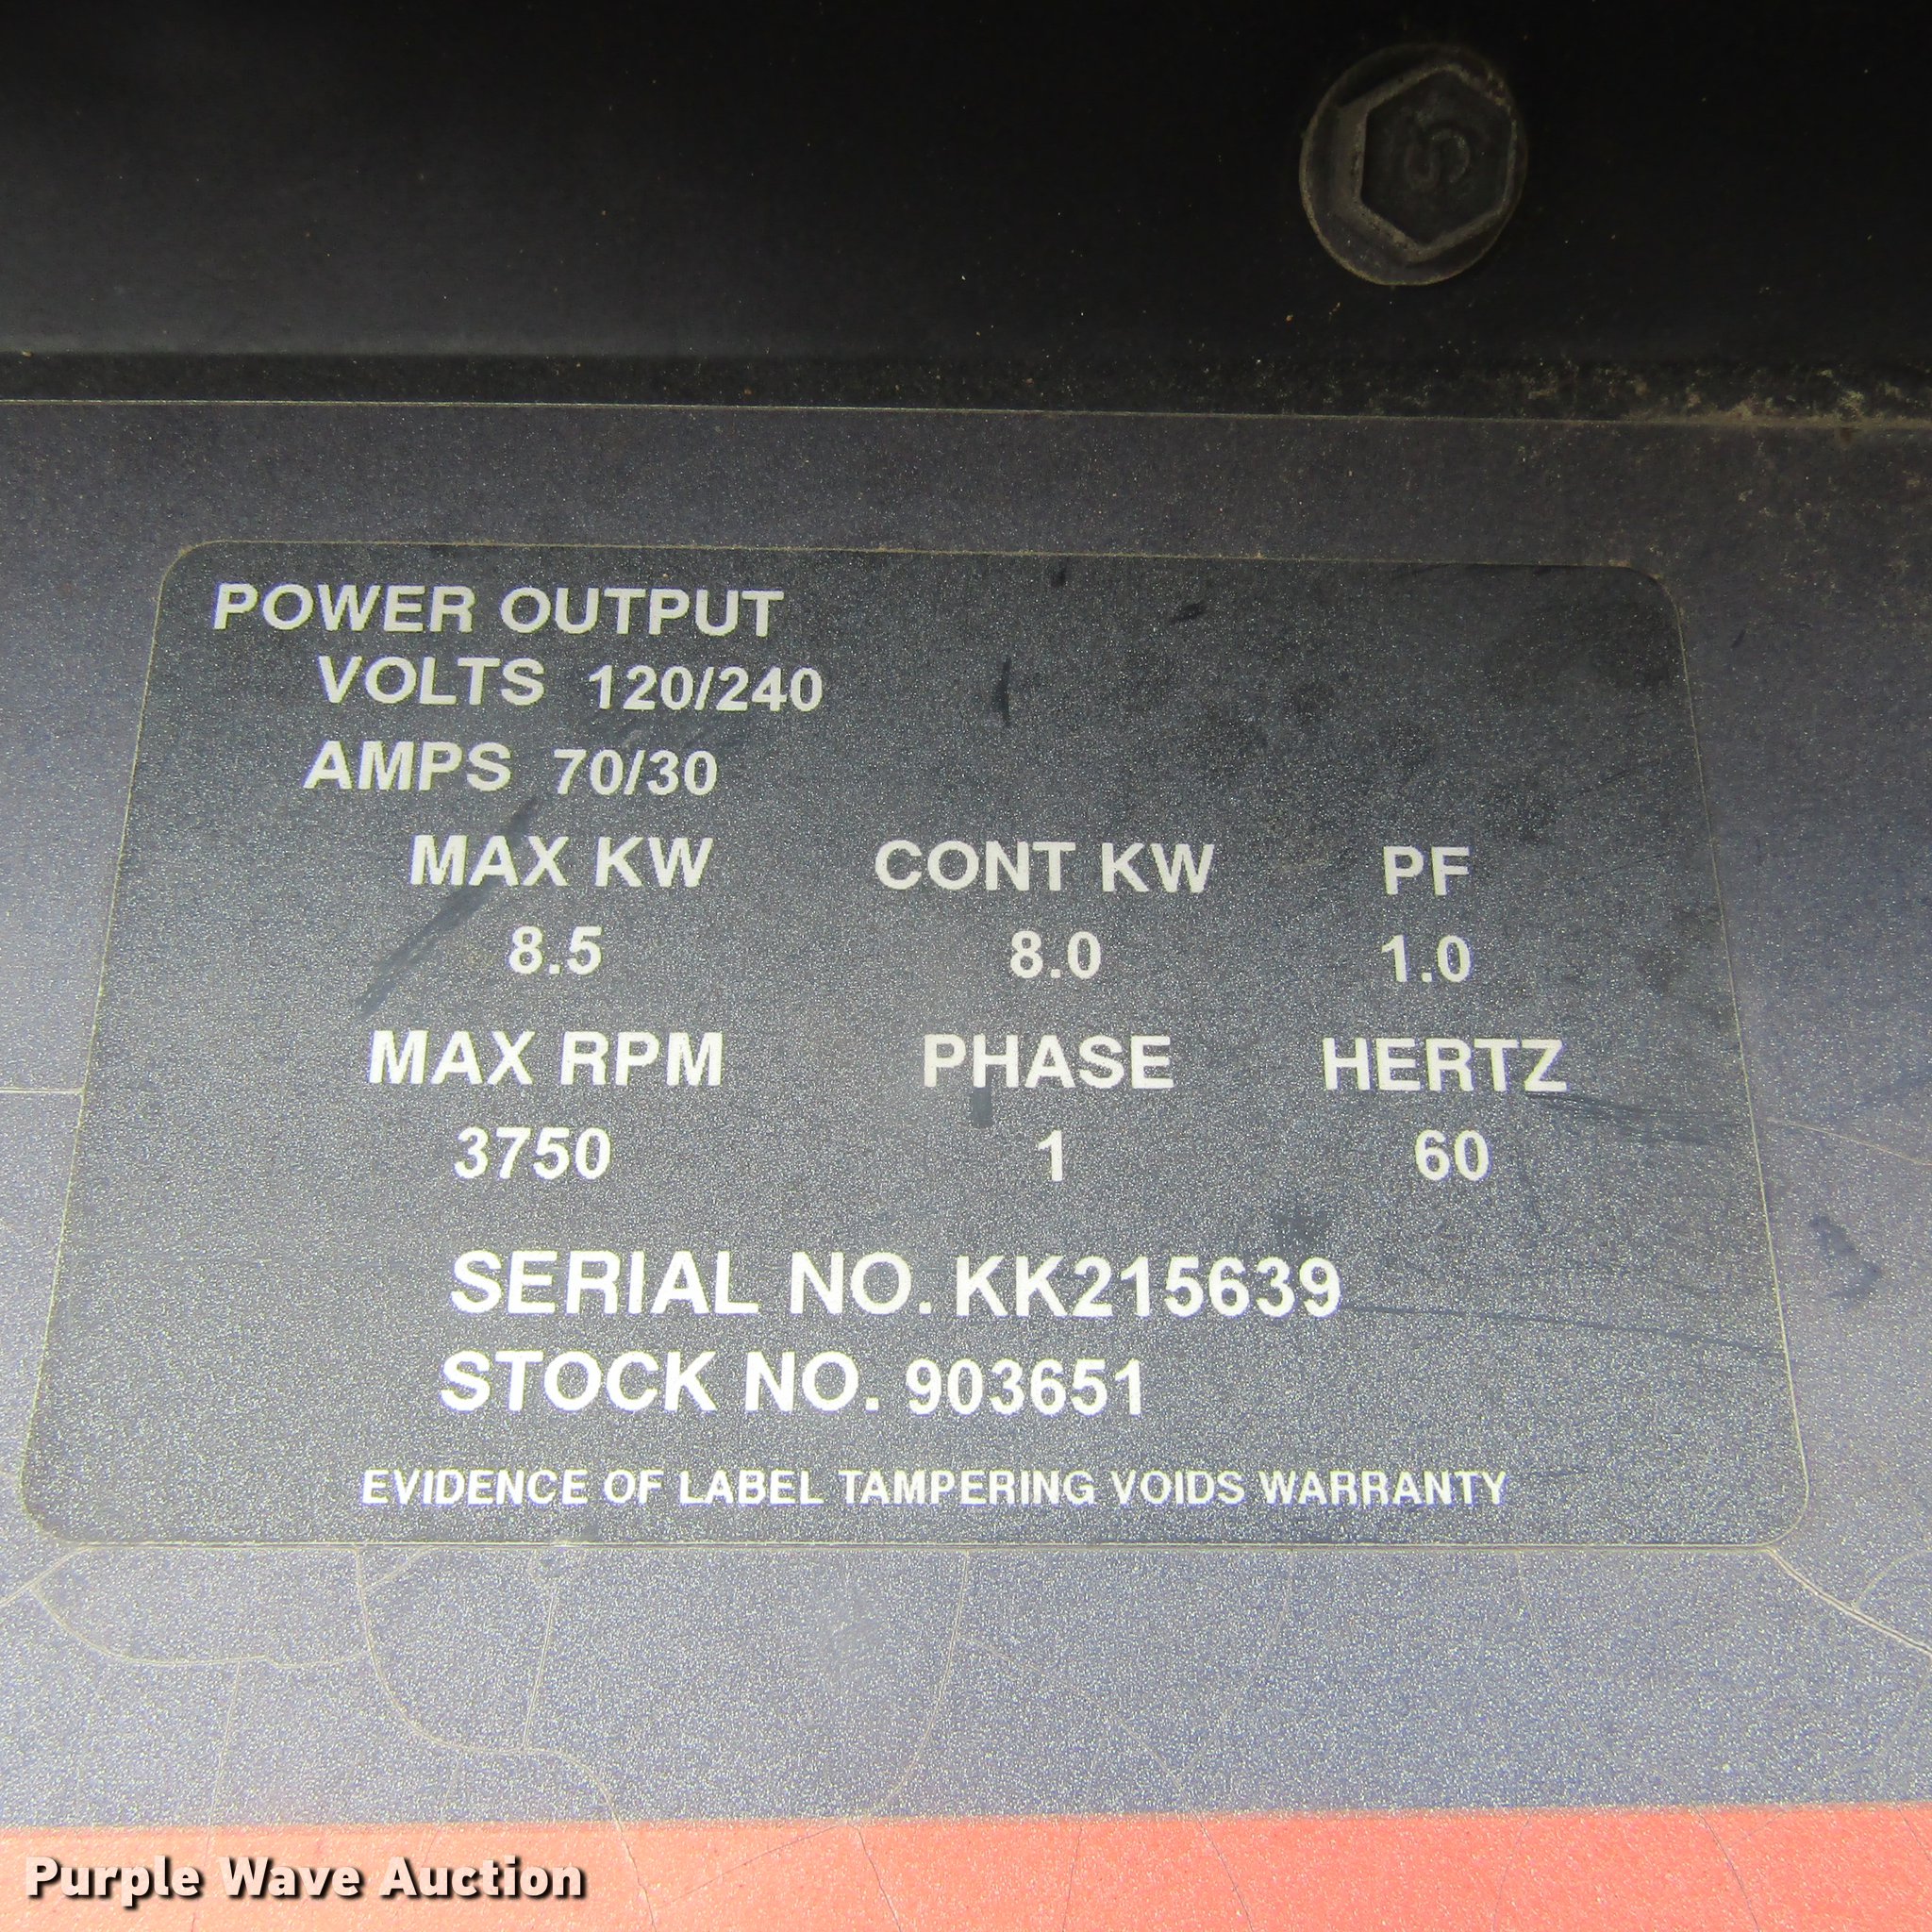 POWER OUTPUT
VOLTS 120/240
AMPS 70/30
MAX KW CONT KW PF
8.5 8.0 1.0
MAX RPM PHASE HERTZ
3750 1 60
SERIAL NO. KK215639
STOCK NO. 903651
EVIDENCE OF LABEL TAMPERING VOIDS WARRANTY
Purple Wave Auction